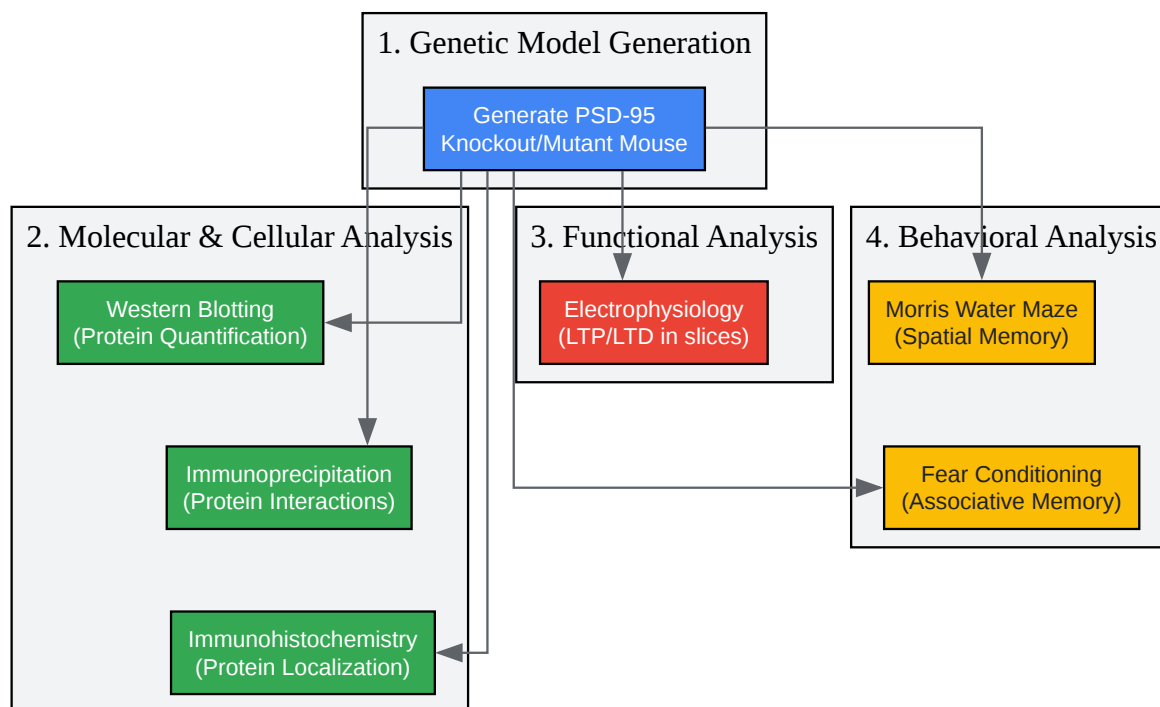 1. Genetic Model Generation
Generate PSD-95
Knockout/Mutant Mouse
2. Molecular & Cellular Analysis
Western Blotting
(Protein Quantification)
Immunoprecipitation
(Protein Interactions)
Immunohistochemistry
(Protein Localization)
3. Functional Analysis
Electrophysiology
(LTP/LTD in slices)
4. Behavioral Analysis
Morris Water Maze
(Spatial Memory)
Fear Conditioning
(Associative Memory)